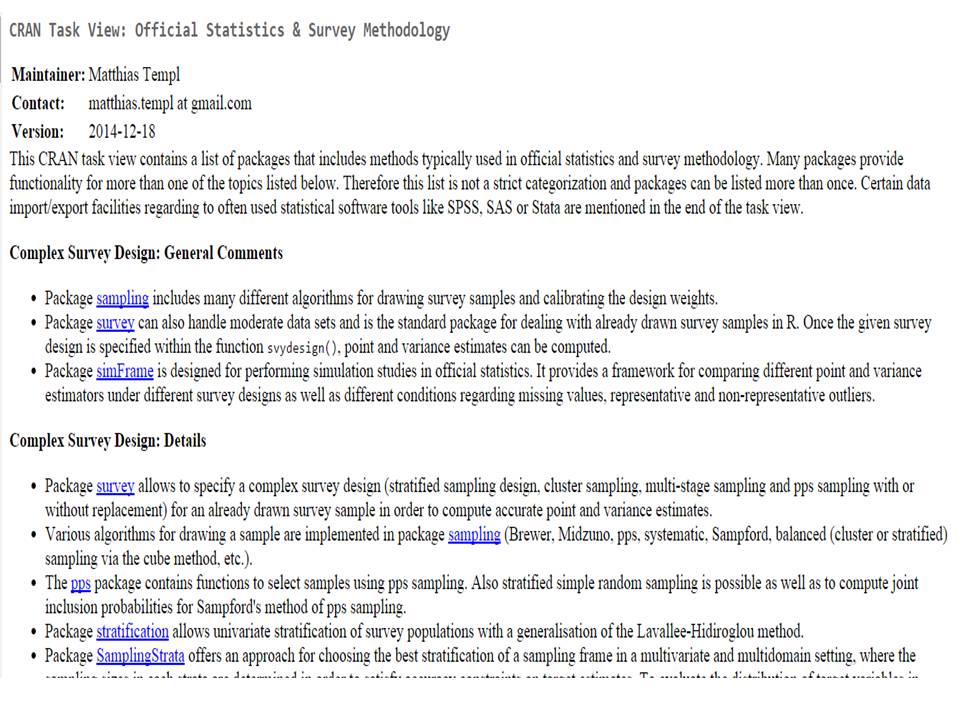 CRAN Task View: Official Statistics & Survey Methodology
Maintainer: Matthias Templ
Contact: matthias.templ at gmail.com
Version: 2014-12-18
This CRAN task view contains a list of packages that includes methods typically used in official statistics and survey methodology. Many packages provide
functionality for more than one of the topics listed below. Therefore this list is not a strict categorization and packages can be listed more than once. Certain data
import/export facilities regarding to often used statistical software tools like SPSS, SAS or Stata are mentioned in the end of the task view.
Complex Survey Design: General Comments
• Package sampling includes many different algorithms for drawing survey samples and calibrating the design weights.
• Package survey can also handle moderate data sets and is the standard package for dealing with already drawn survey samples in R. Once the given survey
design is specified within the function svydesign(), point and variance estimates can be computed.
• Package simFrame is designed for performing simulation studies in official statistics. It provides a framework for comparing different point and variance
estimators under different survey designs as well as different conditions regarding missing values, representative and non-representative outliers.
Complex Survey Design: Details
• Package survey allows to specify a complex survey design (stratified sampling design, cluster sampling, multi-stage sampling and pps sampling with or
without replacement) for an already drawn survey sample in order to compute accurate point and variance estimates.
• Various algorithms for drawing a sample are implemented in package sampling (Brewer, Midzuno, pps, systematic, Sampford, balanced (cluster or stratified)
sampling via the cube method, etc.).
• The pps package contains functions to select samples using pps sampling. Also stratified simple random sampling is possible as well as to compute joint
inclusion probabilities for Sampford's method of pps sampling.
• Package stratification allows univariate stratification of survey populations with a generalisation of the Lavallee-Hidiroglou method.
• Package SamplingStrata offers an approach for choosing the best stratification of a sampling frame in a multivariate and multidomain setting, where the